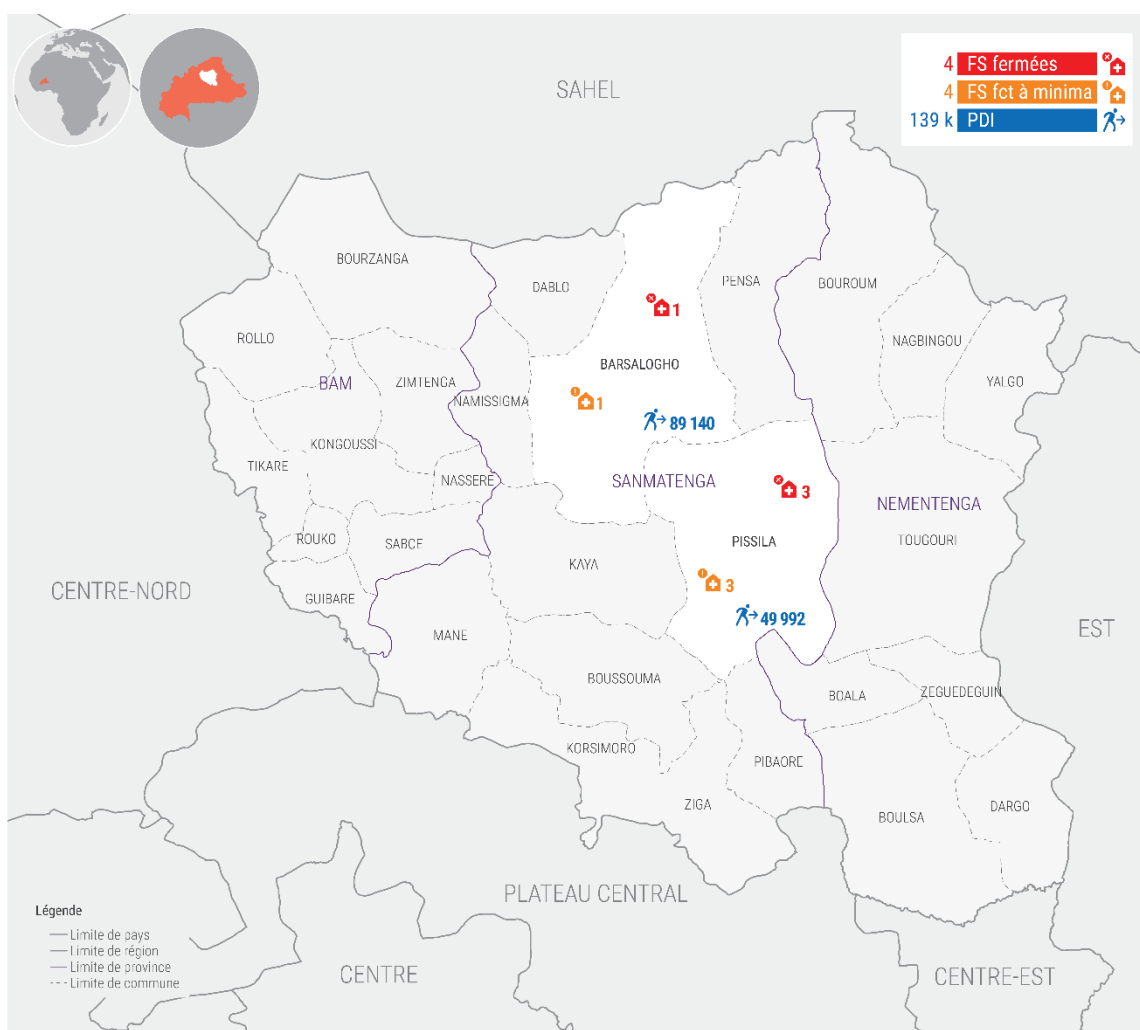 4 FS fermées
4 FS fct à minima
139 k PDI
SAHEL
BOURZANGA
DABLO
PENSA
BOUROUM
1
ROLLO
NAGBINGOU
BARSALOGHO
YALGO
BAM
ZIMTENGA
NAMISSIGMA
1
89 140
KONGOUSSI
TIKARE
NASSERE
SANMATENGA
3
NEMENTENGA
ROUKO
SABCE
PISSILA
TOUGOURI
KAYA
CENTRE-NORD
GUIBARE
3
49 992
MANE
EST
BOUSSOUMA
BOALA
ZEGUEDEGUIN
KORSIMORO
PIBAORE
ZIGA
BOULSA
DARGO
PLATEAU CENTRAL
Légende
Limite de pays
Limite de région
Limite de province
Limite de commune
CENTRE
CENTRE-EST